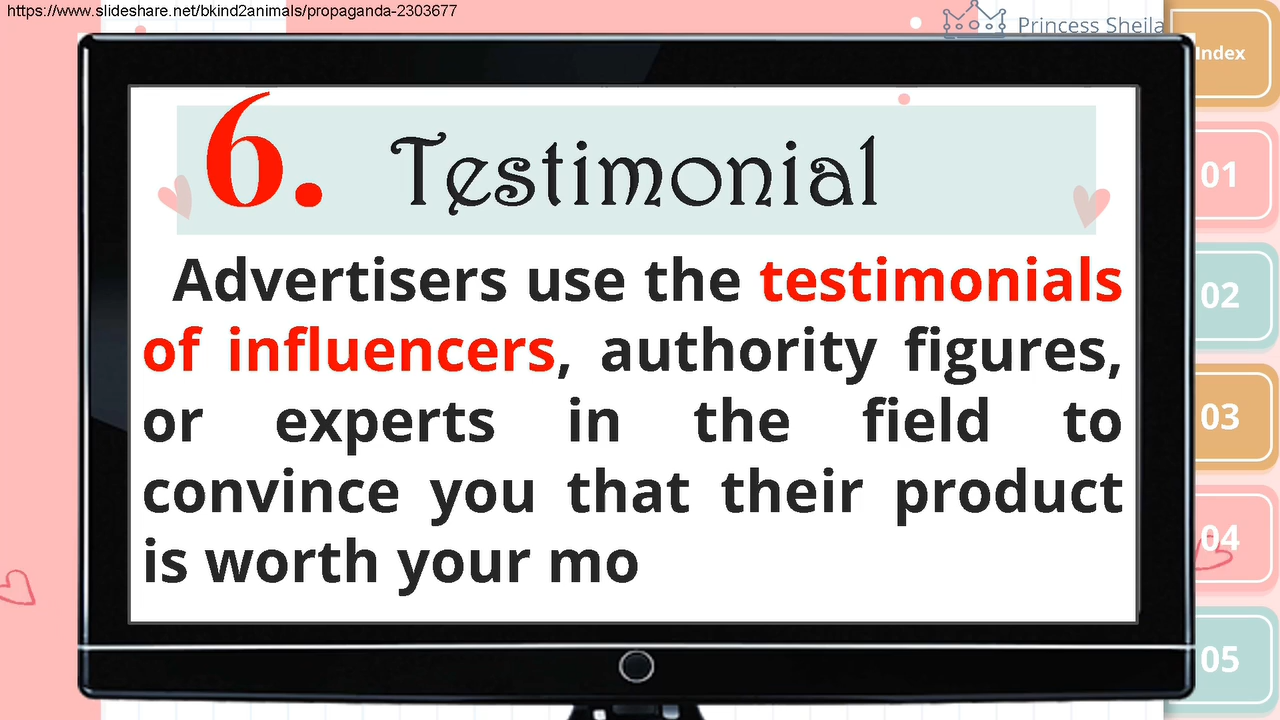 https://www.slideshare.net/bkind2animals/propaganda-2303677
Princess Sheila
Index
6. Testimonial
01
Advertisers use the testimonials
02
of influencers, authority figures,
03
or experts in the field to
convince you that their product
04
is worth your mo
05